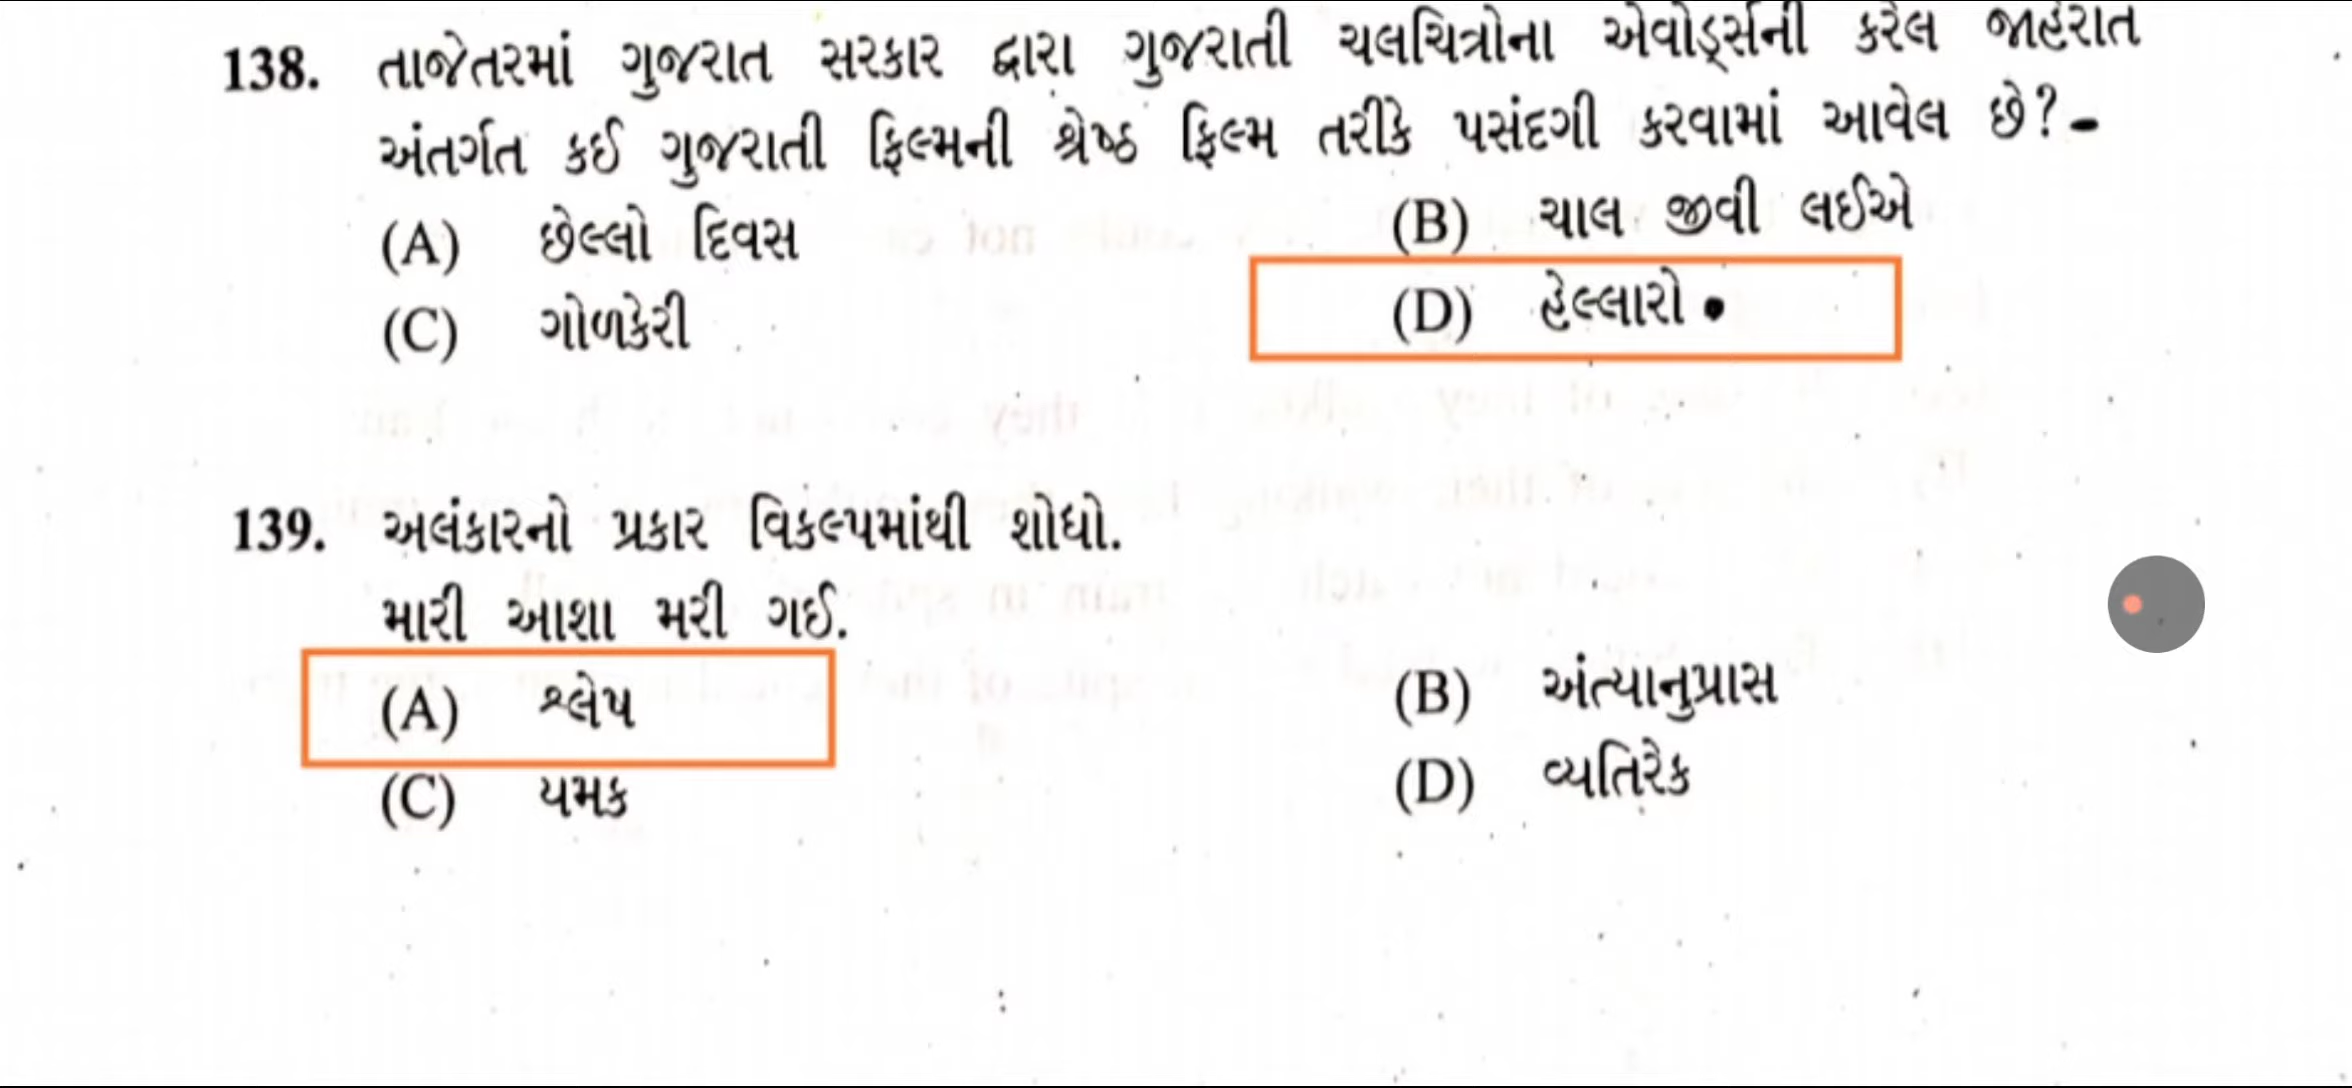 138. તાજેતરમાં ગુજરાત સરકાર દ્વારા ગુજરાતી ચલચિત્રોના એવોર્ડ્સની કરેલ જાહેરાત
અંતર્ગત કઈ ગુજરાતી ફિલ્મની શ્રેષ્ઠ ફિલ્મ તરીકે પસંદગી કરવામાં આવેલ છે? -
(A) છેલ્લો દિવસ (B) ચાલ જીવી લઈએ
(C) ગોળકેરી (D) હેલ્લારો
139. અલંકારનો પ્રકાર વિકલ્પમાંથી શોધો.
મારી આશા મરી ગઈ.
(A) શ્લેષ (B) અંત્યાનુપ્રાસ
(C) યમક (D) વ્યતિરેક